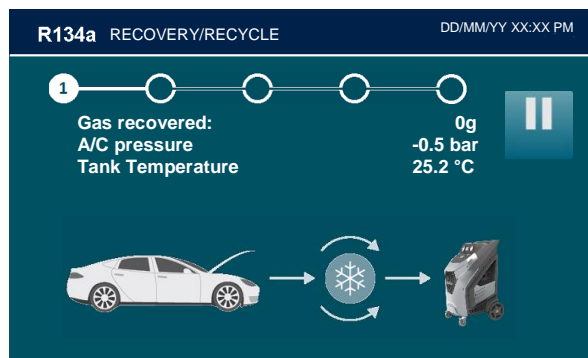 R134a RECOVERY/RECYCLE DD/MM/YY XX:XX PM
1
Gas recovered: 0g
A/C pressure -0.5 bar
Tank Temperature 25.2 °C